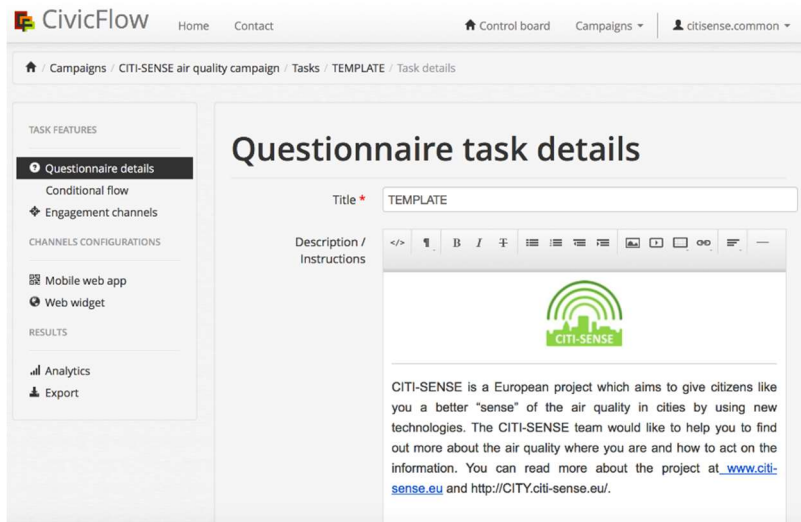 CivicFlow
Home
Contact
Control board
Campaigns
citisense.common
/ Campaigns / CITI-SENSE air quality campaign / Tasks / TEMPLATE / Task details
TASK FEATURES
Questionnaire details
Conditional flow
Engagement channels
CHANNELS CONFIGURATIONS
Mobile web app
Web widget
RESULTS
Analytics
Export
Questionnaire task details
Title *
TEMPLATE
Description /
Instructions
</> ¶ B I T
CITI-SENSE
CITI-SENSE is a European project which aims to give citizens like
you a better “sense” of the air quality in cities by using new
technologies. The CITI-SENSE team would like to help you to find
out more about the air quality where you are and how to act on the
information. You can read more about the project at www.citi-
sense.eu and http://CITY.citi-sense.eu/.